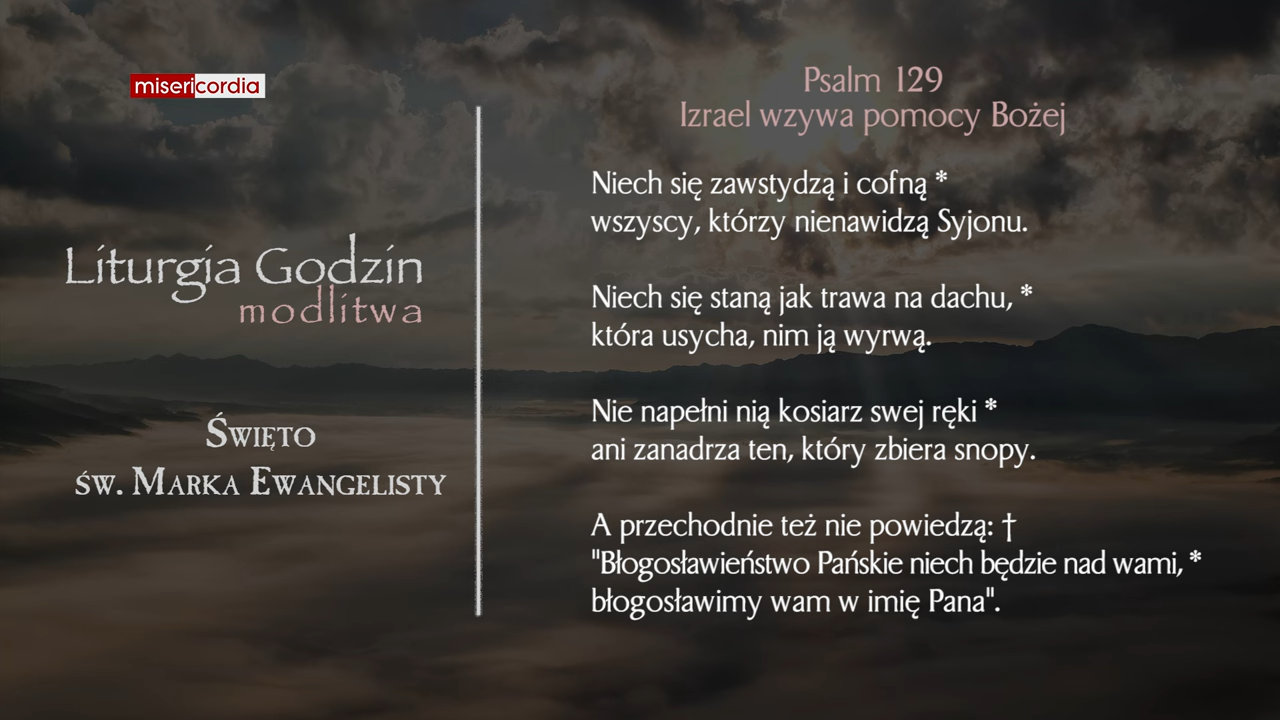 misericordia
Liturgia Godzin
modlitwa
Święto
św. Marka Ewangelisty
Psalm 129
Izrael wzywa pomocy Bożej
Niech się zawstydzą i cofną *
wszyscy, którzy nienawidzą Syjonu.
Niech się staną jak trawa na dachu, *
która usycha, nim ją wyrwą.
Nie napełni nią kosiarz swej ręki *
ani zanadrza ten, który zbiera snopy.
A przechodnie też nie powiedzą: †
"Błogosławieństwo Pańskie niech będzie nad wami, *
błogosławimy wam w imię Pana".